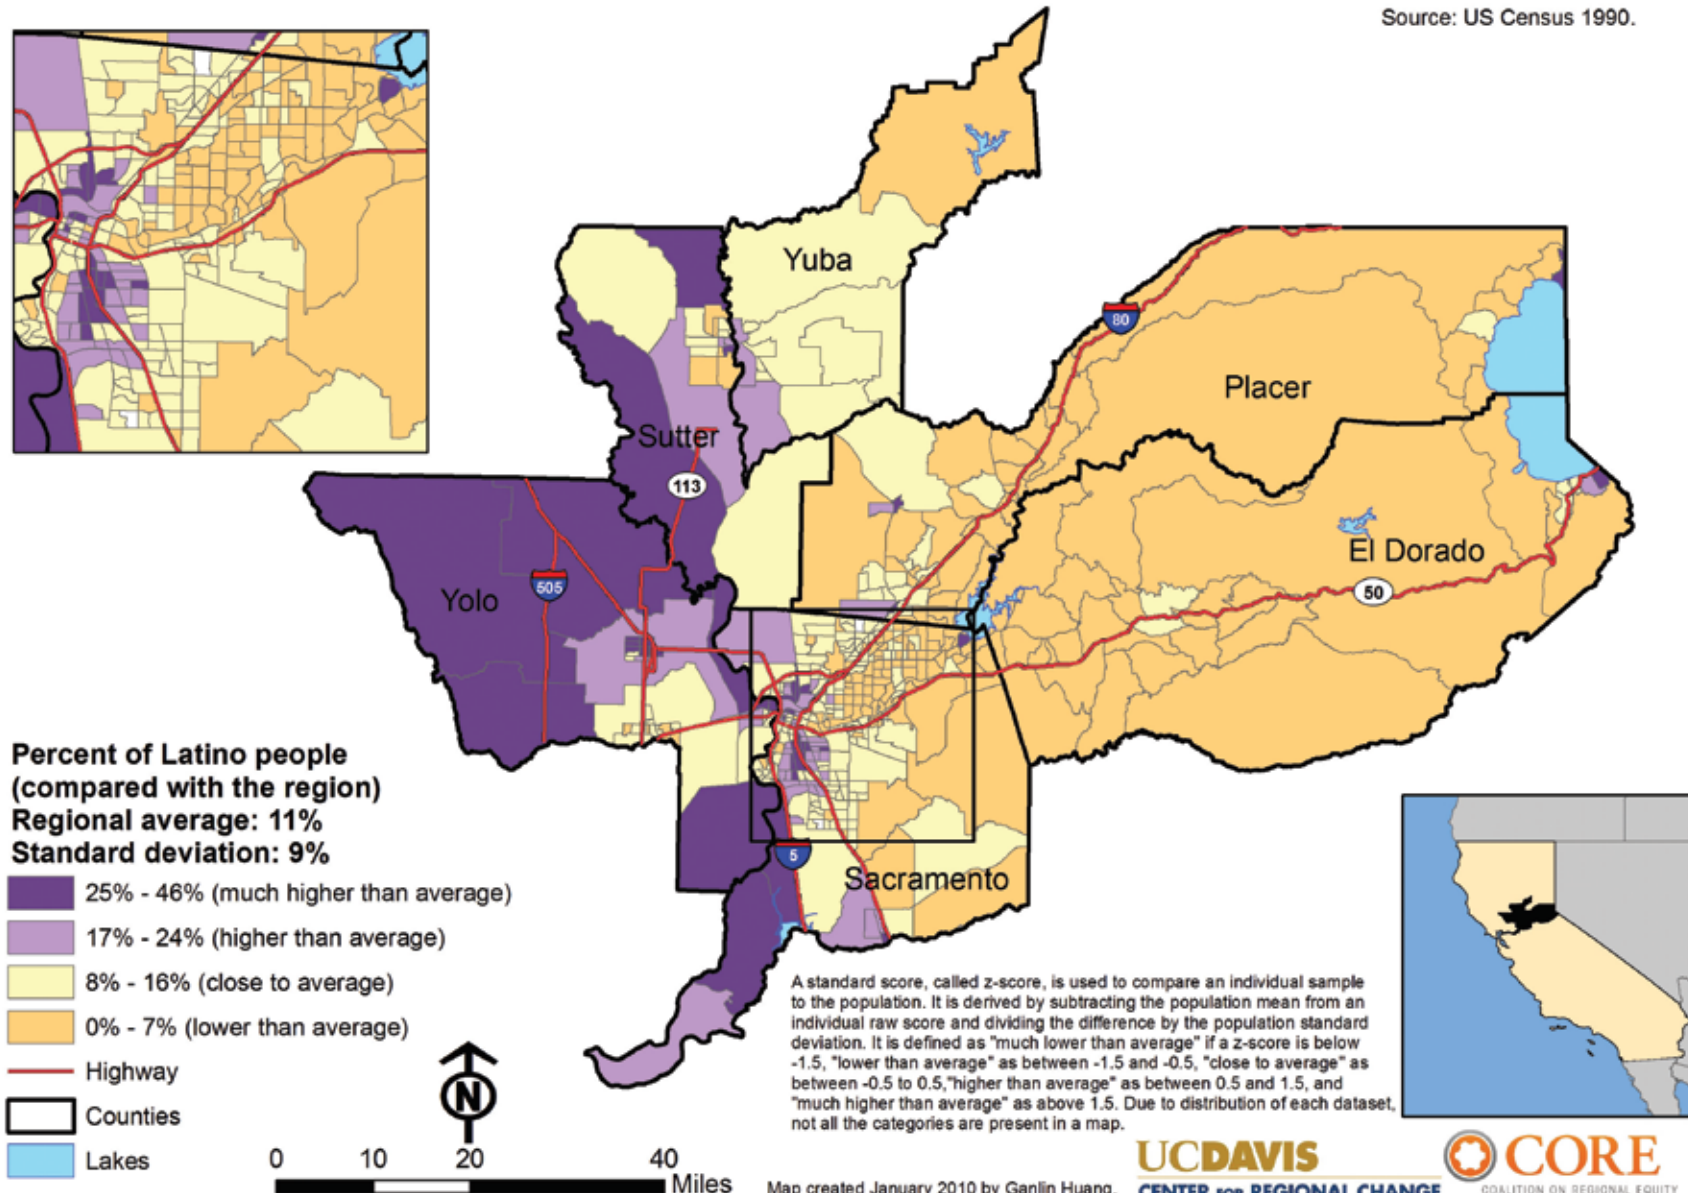 Source: US Census 1990.
Yuba
80
Placer
Sutter
113
El Dorado
50
Yolo
505
5
Sacramento
Percent of Latino people
(compared with the region)
Regional average: 11%
Standard deviation: 9%
25% - 46% (much higher than average)
17% - 24% (higher than average)
8% - 16% (close to average)
0% - 7% (lower than average)
Highway
Counties
Lakes
N
0 10 20 40
Miles
A standard score, called z-score, is used to compare an individual sample
to the population. It is derived by subtracting the population mean from an
individual raw score and dividing the difference by the population standard
deviation. It is defined as "much lower than average" if a z-score is below
-1.5, "lower than average" as between -1.5 and -0.5, "close to average" as
between -0.5 to 0.5,"higher than average" as between 0.5 and 1.5, and
"much higher than average" as above 1.5. Due to distribution of each dataset,
not all the categories are present in a map.
Map created January 2010 by Ganlin Huang.
UCDAVIS
CENTER FOR REGIONAL CHANGE
CORE
COALITION ON REGIONAL EQUITY